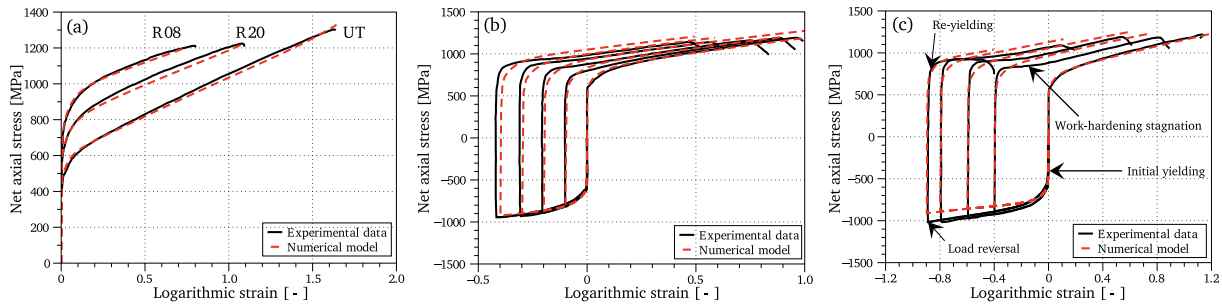 (a)
R08
R20
UT
1400
1200
1000
800
600
400
200
0
0.0
0.5
1.0
1.5
2.0
Net axial stress [MPa]
Logarithmic strain [ - ]
Experimental data
Numerical model
(b)
1500
1000
500
0
−500
−1000
−1500
−0.5
0
0.5
1.0
Net axial stress [MPa]
Logarithmic strain [ - ]
Experimental data
Numerical model
(c)
Re-yielding
Work-hardening stagnation
Initial yielding
Load reversal
1500
1000
500
0
−500
−1000
−1500
−1.2
−0.8
−0.4
0
0.4
0.8
1.2
Net axial stress [MPa]
Logarithmic strain [ - ]
Experimental data
Numerical model